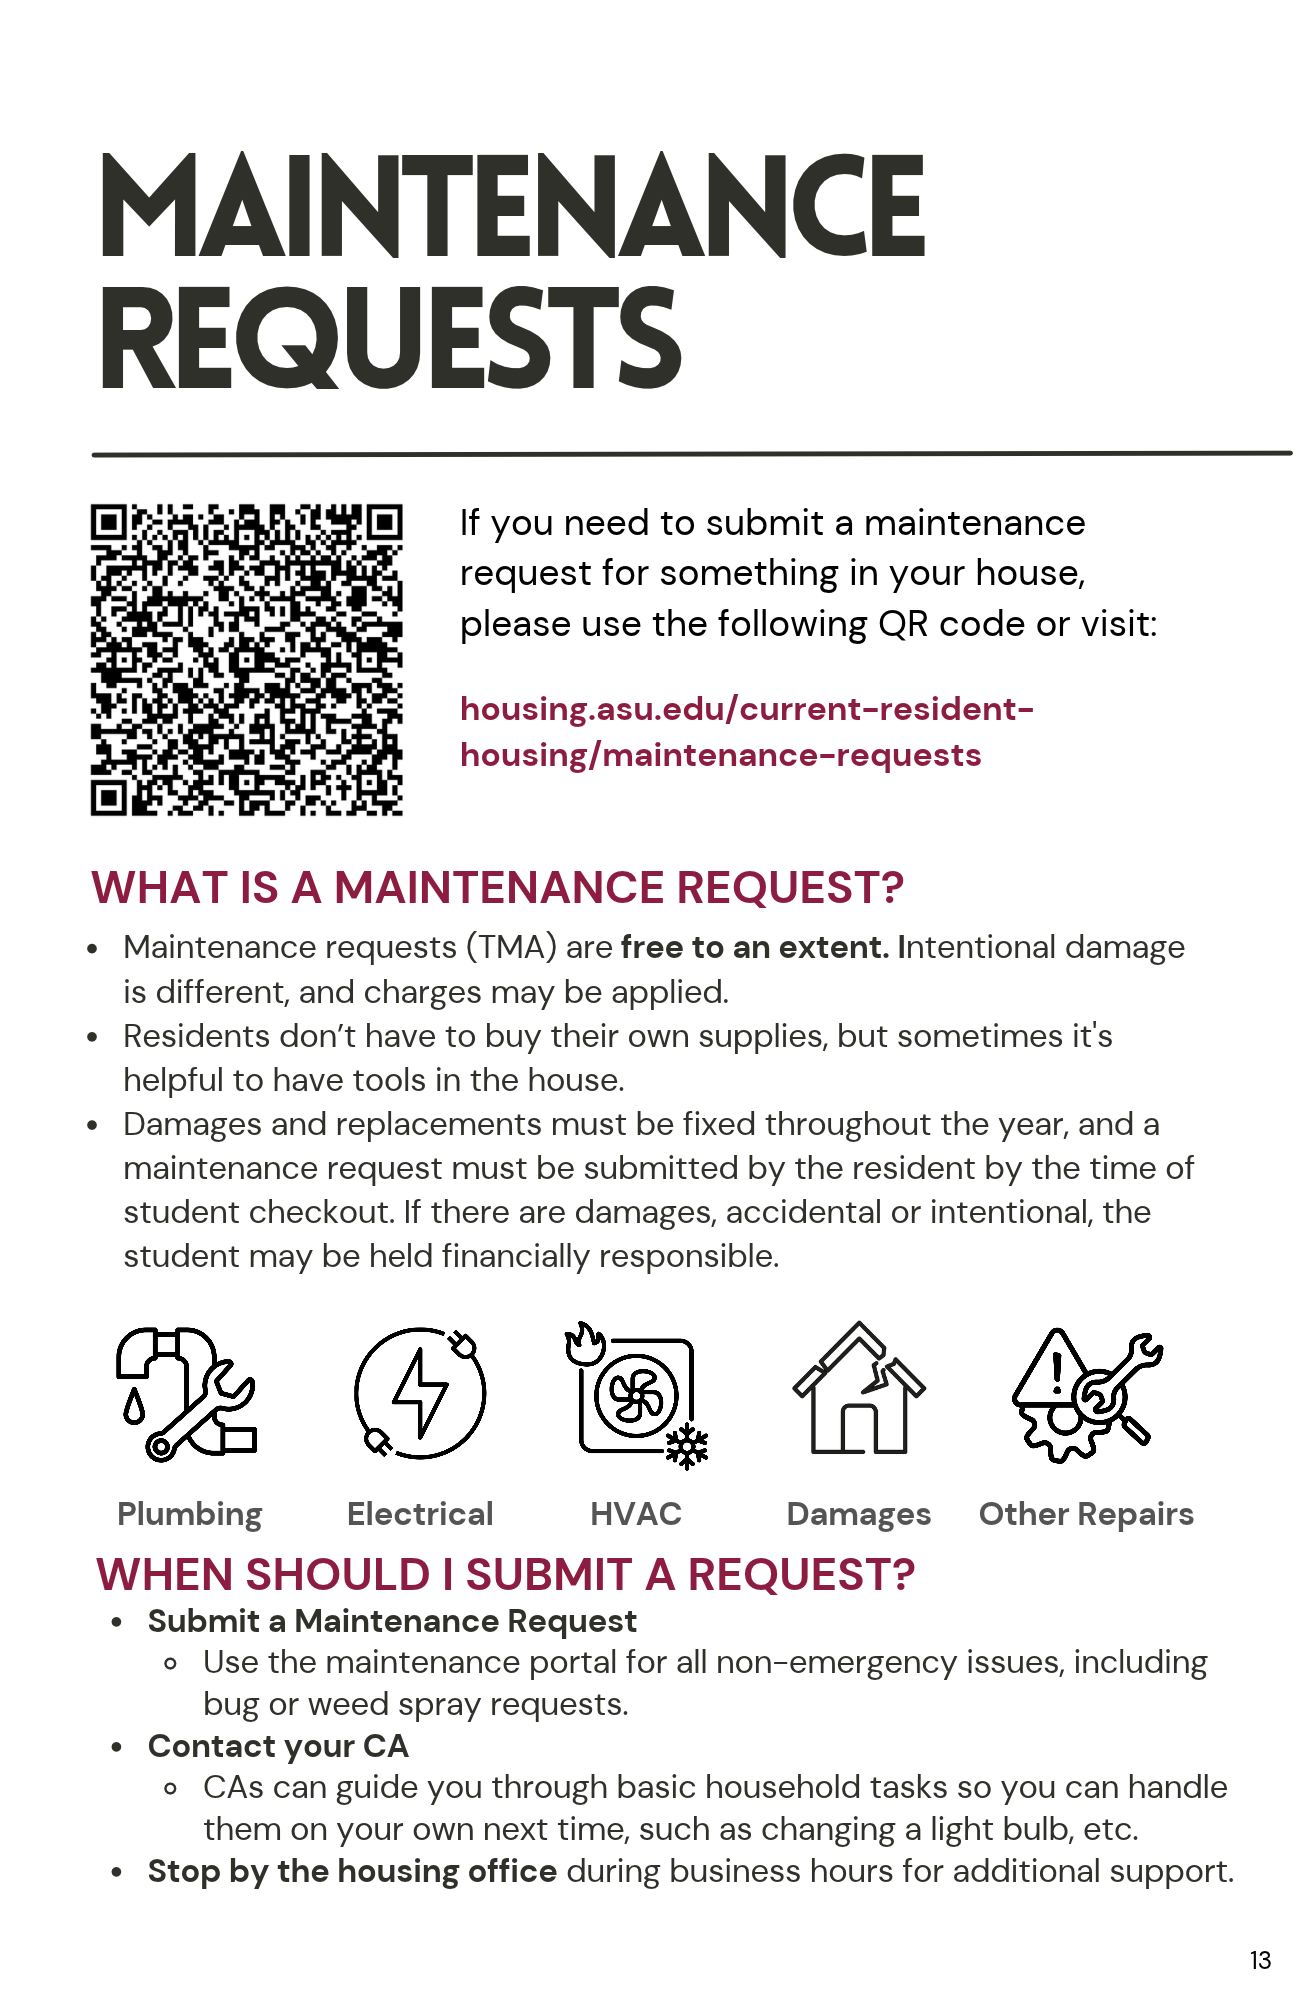 MAINTENANCE
REQUESTS
If you need to submit a maintenance
request for something in your house,
please use the following QR code or visit:
housing.asu.edu/current-resident-
housing/maintenance-requests
WHAT IS A MAINTENANCE REQUEST?
• Maintenance requests (TMA) are free to an extent. Intentional damage
is different, and charges may be applied.
• Residents don’t have to buy their own supplies, but sometimes it's
helpful to have tools in the house.
• Damages and replacements must be fixed throughout the year, and a
maintenance request must be submitted by the resident by the time of
student checkout. If there are damages, accidental or intentional, the
student may be held financially responsible.
Plumbing Electrical HVAC Damages Other Repairs
WHEN SHOULD I SUBMIT A REQUEST?
• Submit a Maintenance Request
◦ Use the maintenance portal for all non-emergency issues, including
bug or weed spray requests.
• Contact your CA
◦ CAs can guide you through basic household tasks so you can handle
them on your own next time, such as changing a light bulb, etc.
• Stop by the housing office during business hours for additional support.
13